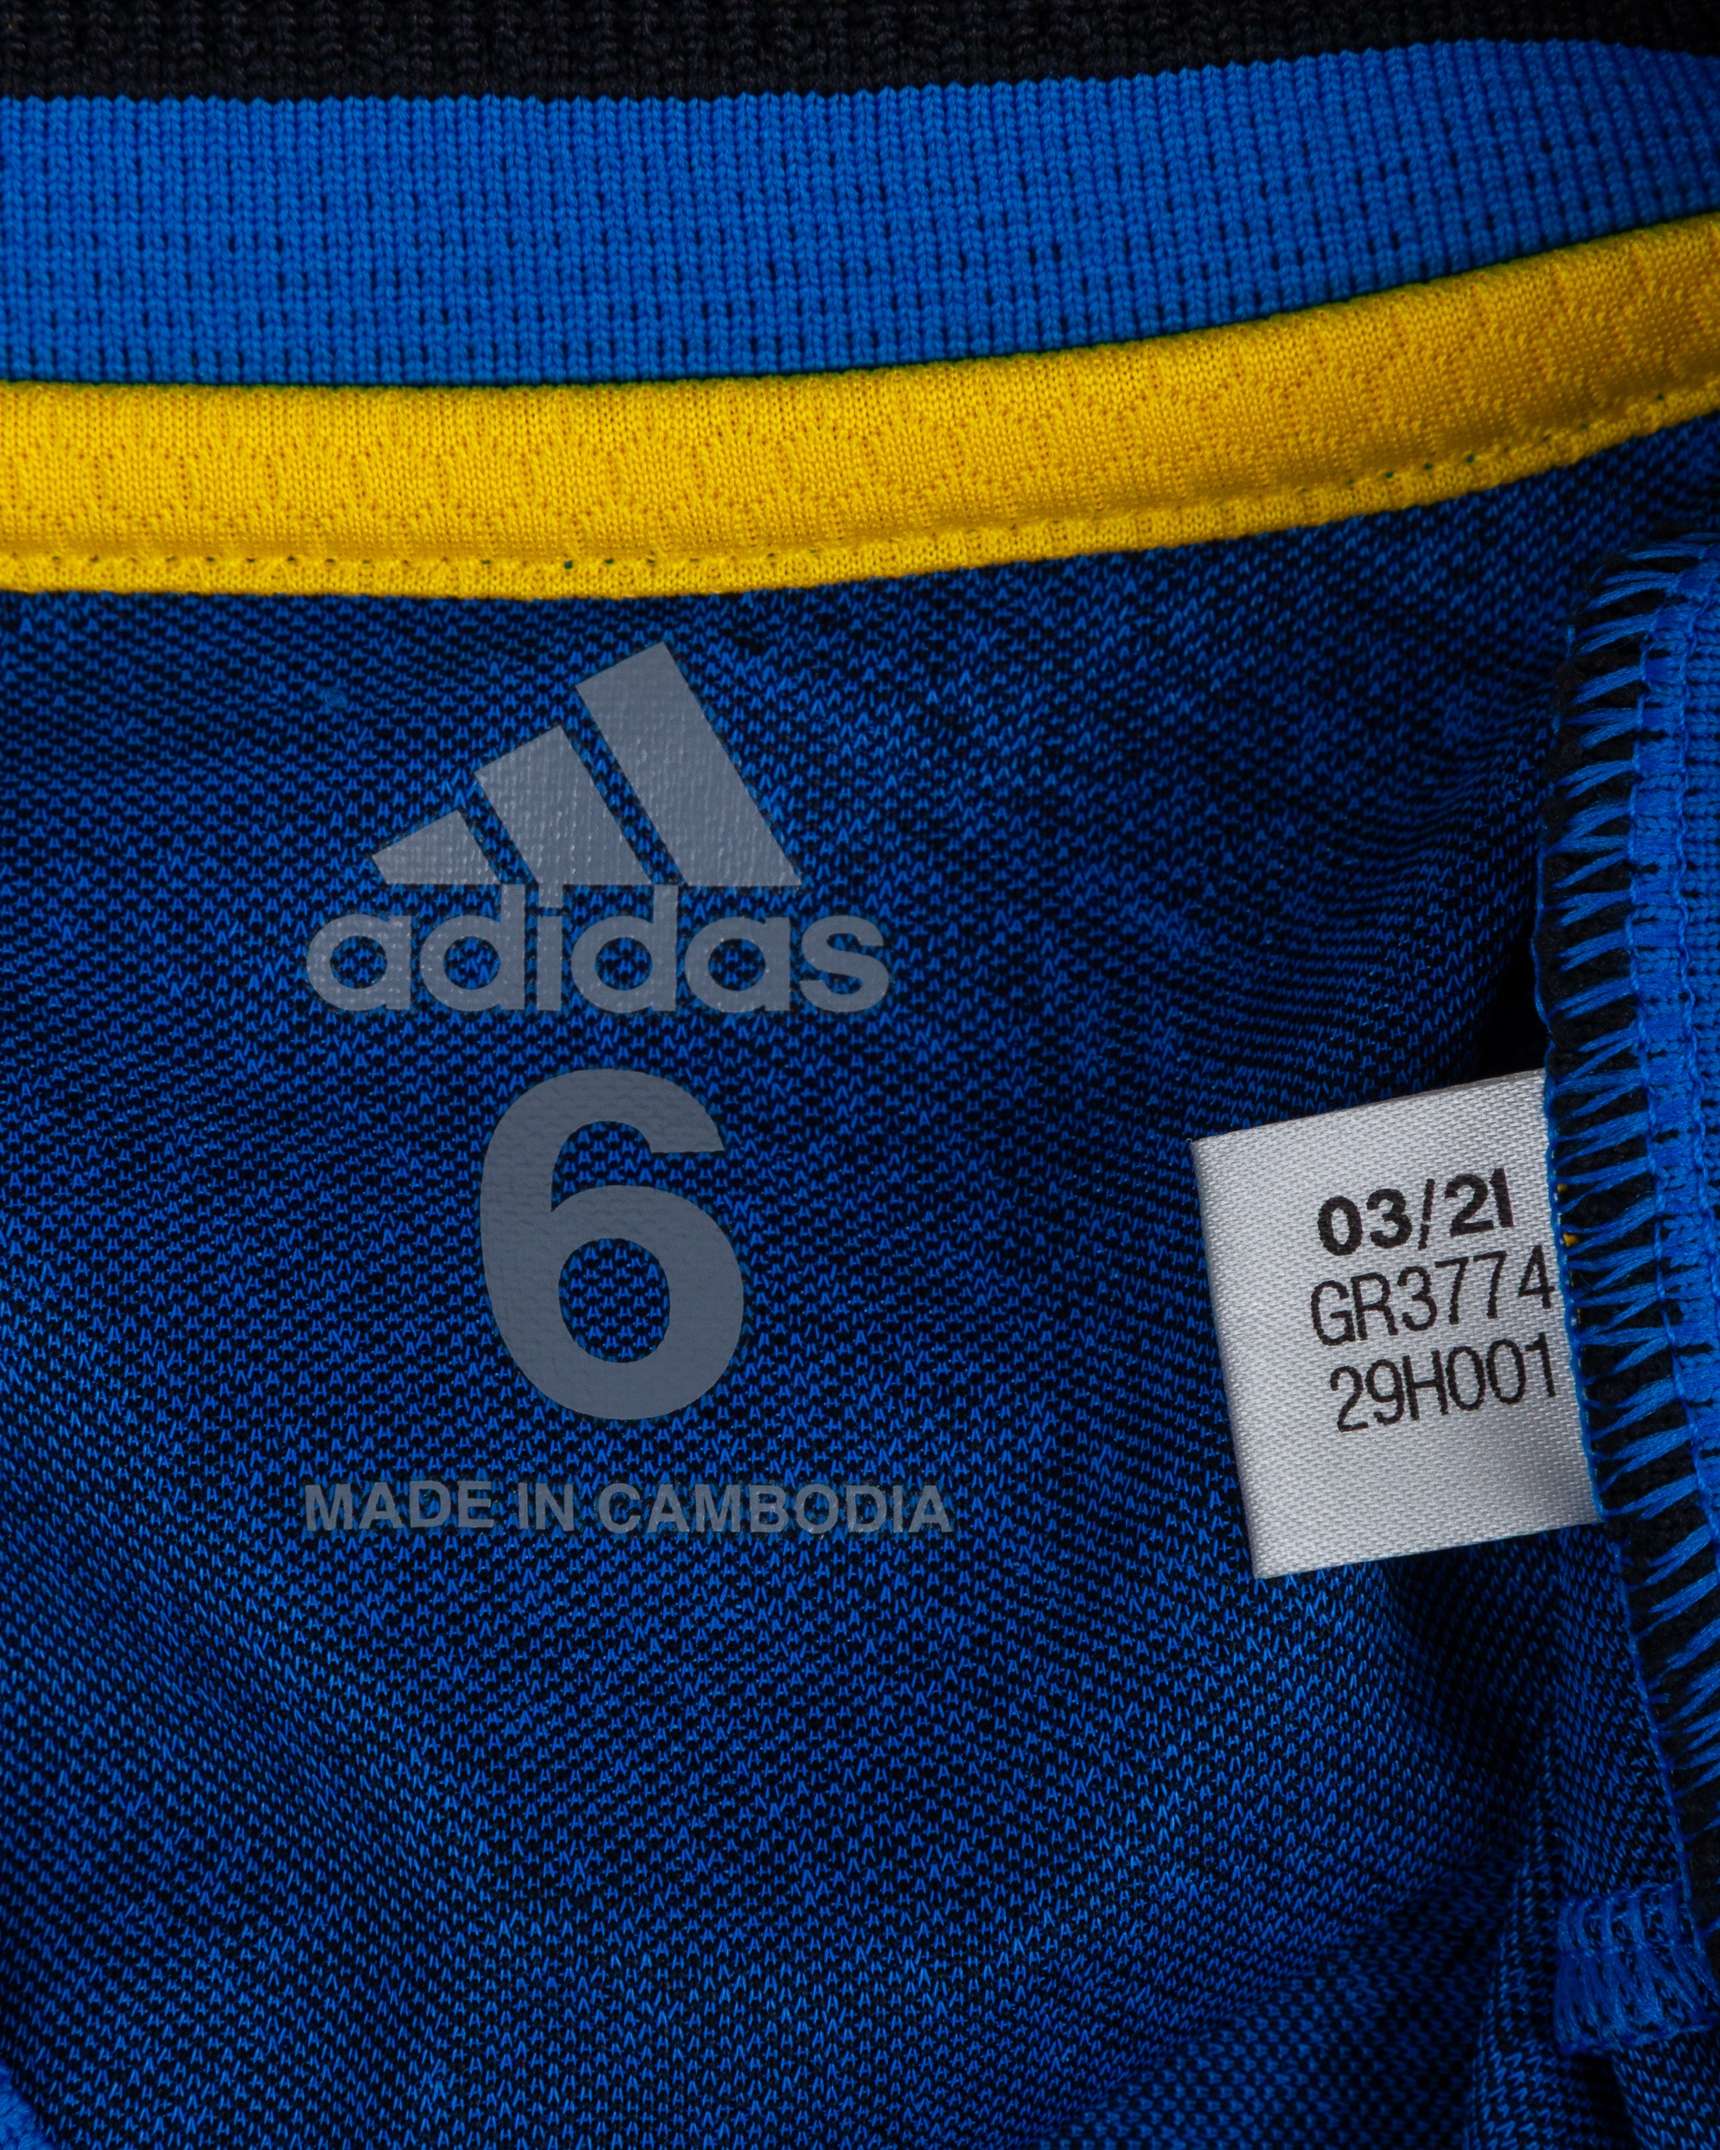 adidas
6
MADE IN CAMBODIA
03/21
GR3774
29H001